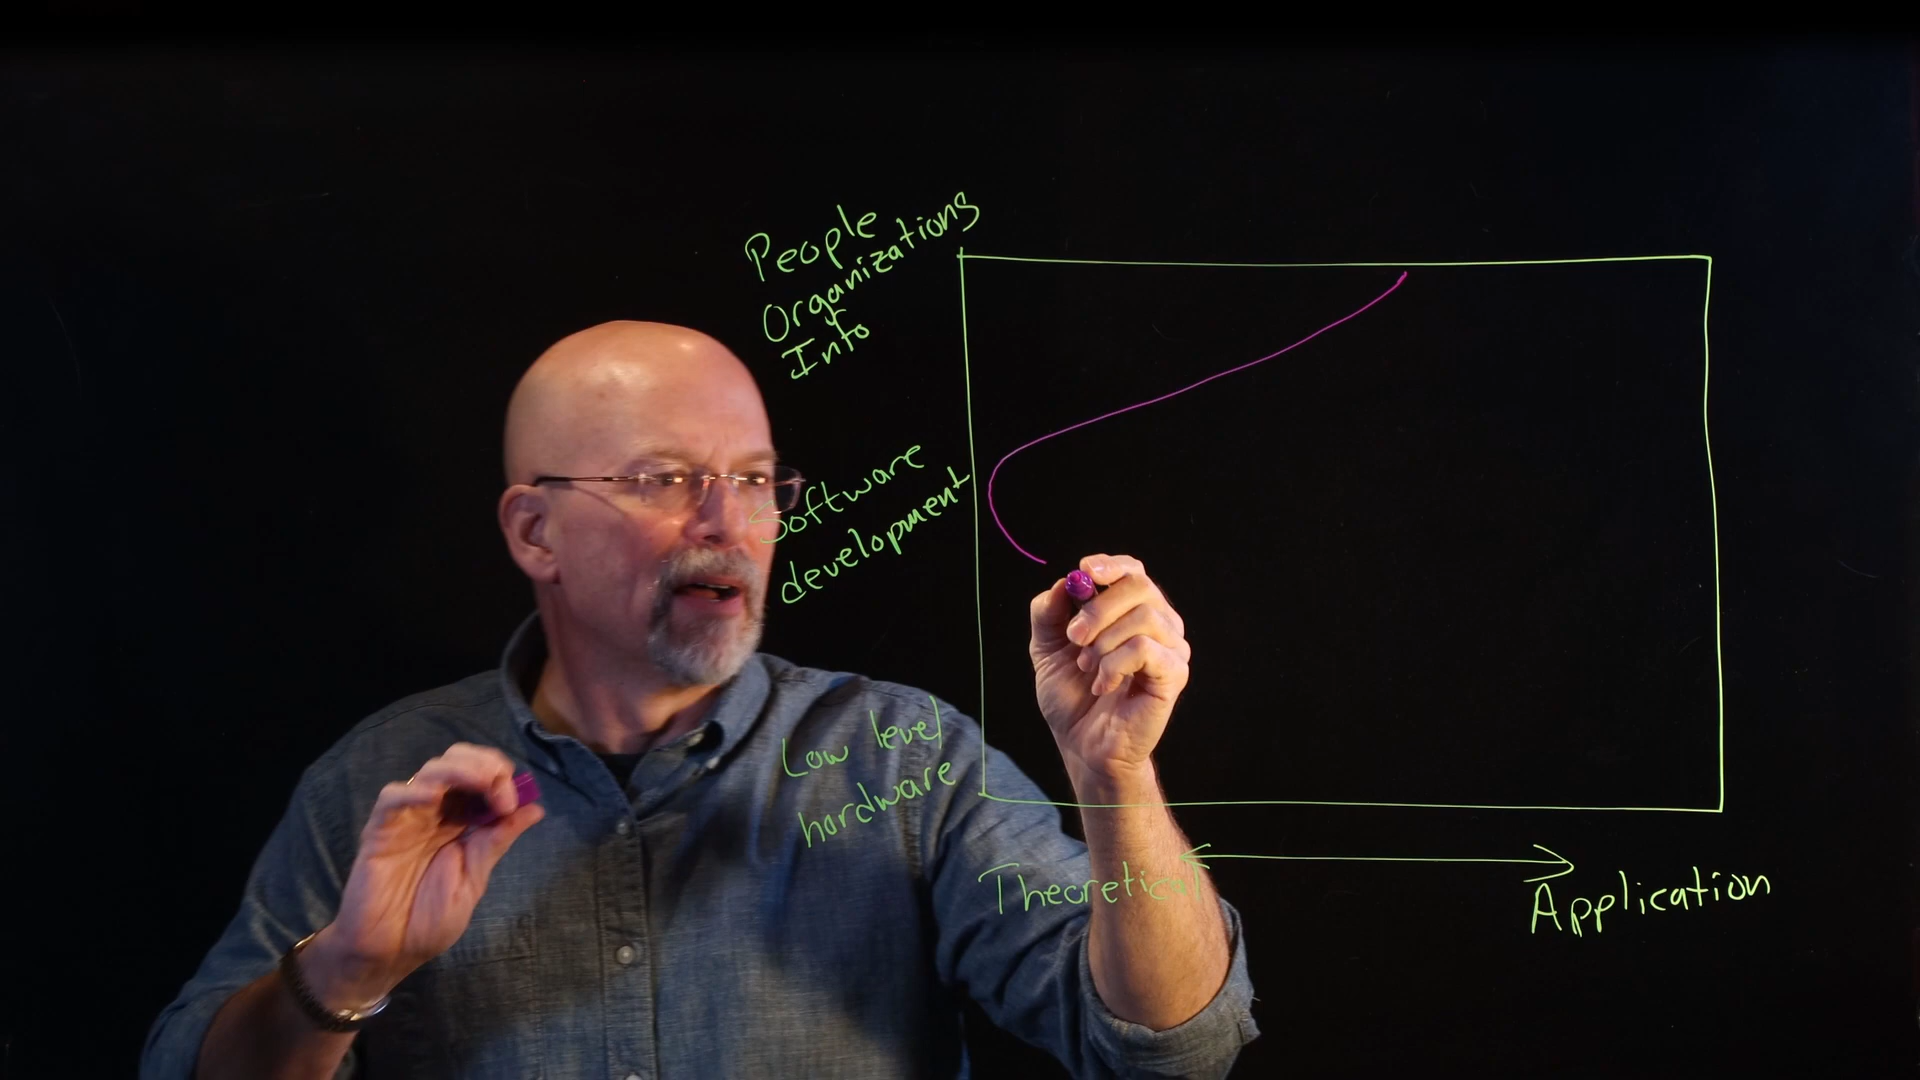 People
Organizations
Info
Software
development
Low level
hardware
Theoretical
Application